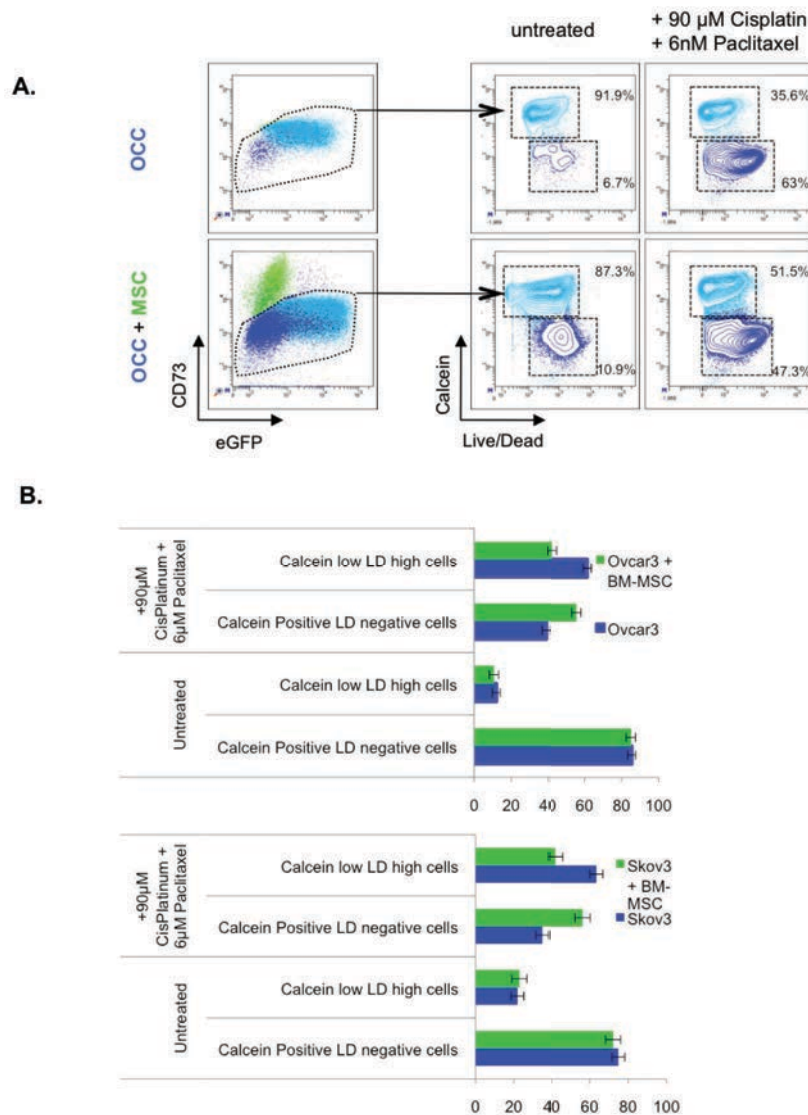 A.
untreated
+ 90 µM Cisplatin
+ 6nM Paclitaxel
OCC
91.9%
6.7%
35.6%
63%
OCC + MSC
87.3%
10.9%
51.5%
47.3%
CD73
eGFP
Calcein
Live/Dead
B.
+90µM
CisPlatinum +
6µM Paclitaxel
Calcein low LD high cells
Calcein Positive LD negative cells
Untreated
Calcein low LD high cells
Calcein Positive LD negative cells
Ovcar3 +
BM-MSC
Ovcar3
0 20 40 60 80 100
+90µM
CisPlatinum +
6µM Paclitaxel
Calcein low LD high cells
Calcein Positive LD negative cells
Untreated
Calcein low LD high cells
Calcein Positive LD negative cells
Skov3
+ BM-
MSC
Skov3
0 20 40 60 80 100